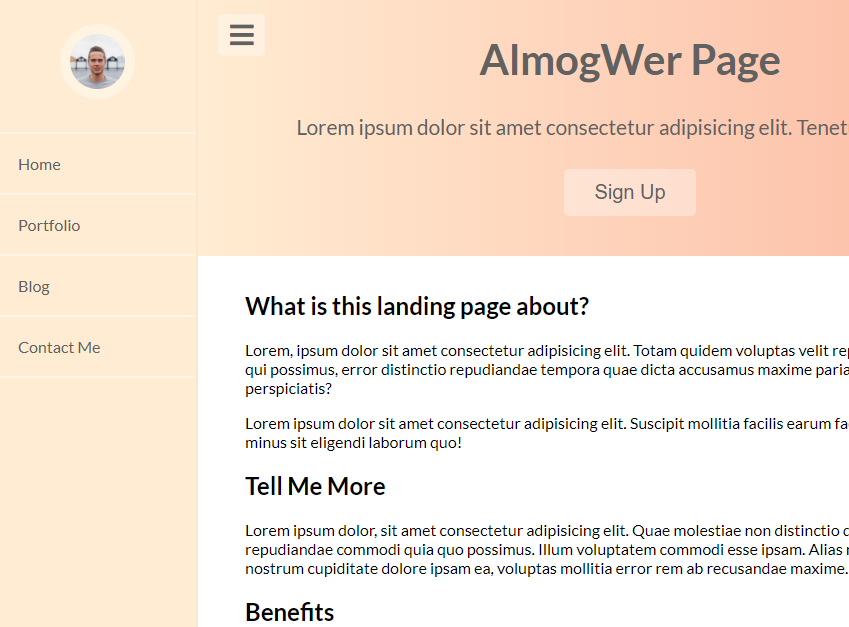 Home
Portfolio
Blog
Contact Me
AlmogWer Page
Lorem ipsum dolor sit amet consectetur adipisicing elit. Tenet
Sign Up
What is this landing page about?
Lorem, ipsum dolor sit amet consectetur adipisicing elit. Totam quidem voluptas velit
qui possimus, error distinctio repudiandae tempora quae dicta accusamus maxime
perspiciatis?
Lorem ipsum dolor sit amet consectetur adipisicing elit. Suscipit mollitia facilis earum
minus sit eligendi laborum quo!
Tell Me More
Lorem ipsum dolor, sit amet consectetur adipisicing elit. Quae molestiae non distinctio
repudiandae commodi quia quo possimus. Illum voluptatem commodi esse ipsam. Alias
nostrum cupiditate dolore ipsam ea, voluptas mollitia error rem ab recusandae maxime.
Benefits